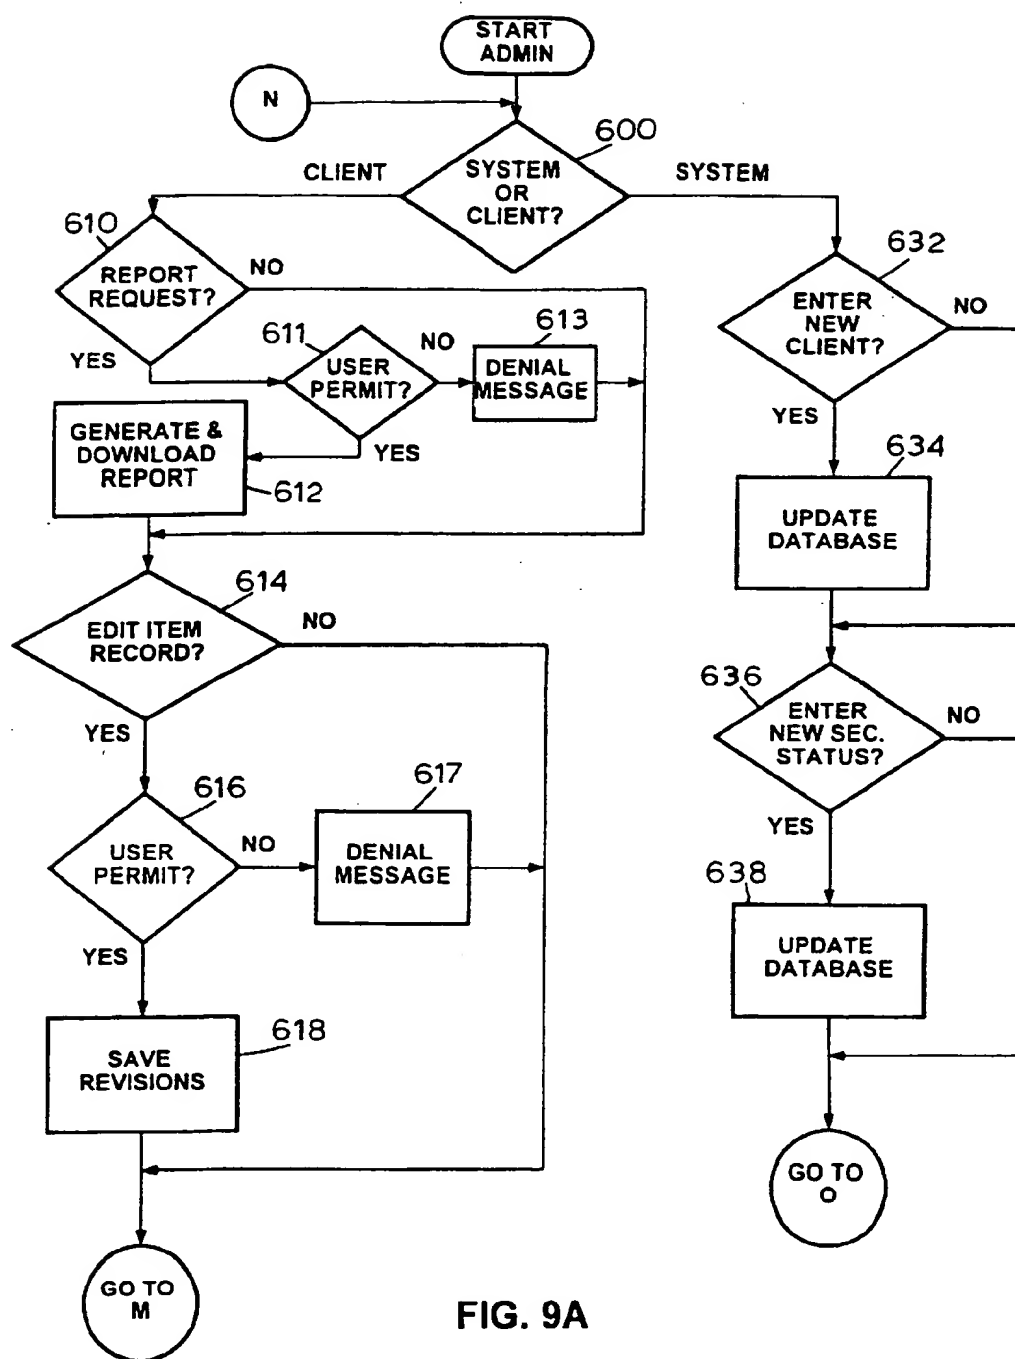 START
ADMIN
N
600
SYSTEM
OR
CLIENT?
CLIENT
SYSTEM
610
REPORT
REQUEST?
NO
YES
611
USER
PERMIT?
NO
YES
613
DENIAL
MESSAGE
GENERATE &
DOWNLOAD
REPORT
612
614
EDIT ITEM
RECORD?
NO
YES
616
USER
PERMIT?
NO
YES
617
DENIAL
MESSAGE
618
SAVE
REVISIONS
GO TO
M
632
ENTER
NEW
CLIENT?
NO
YES
634
UPDATE
DATABASE
636
ENTER
NEW SEC.
STATUS?
NO
YES
638
UPDATE
DATABASE
GO TO
O
FIG. 9A